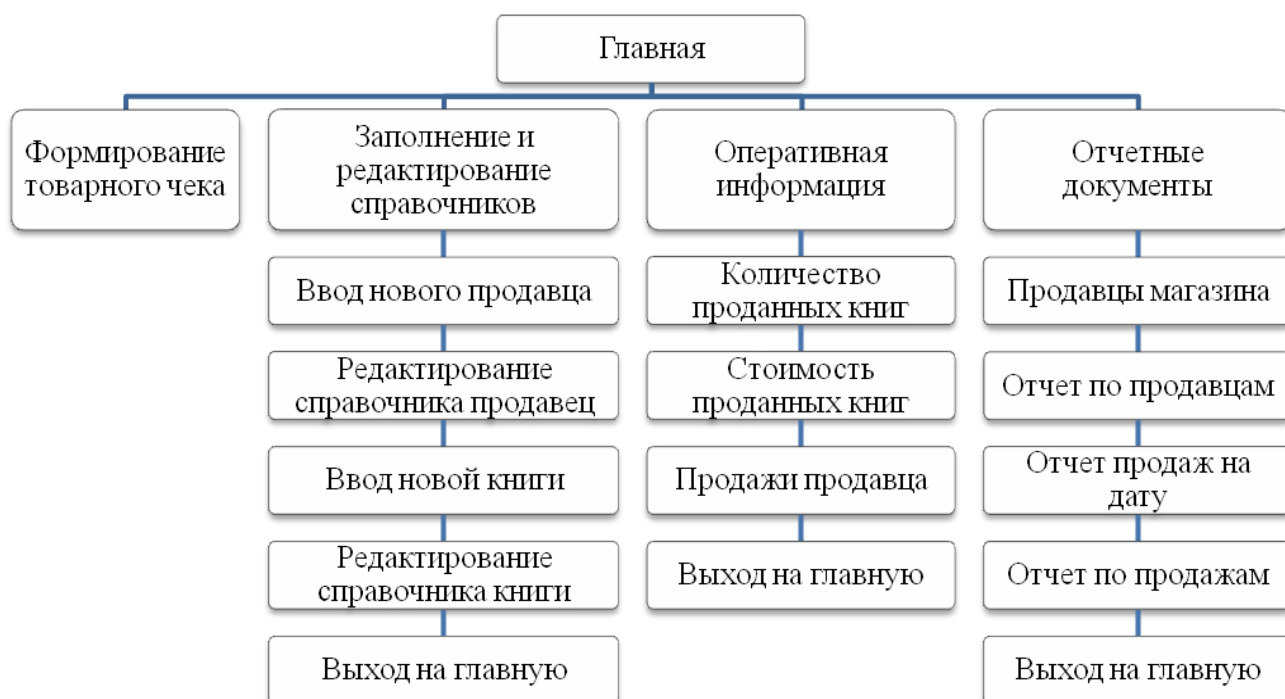 Главная
Формирование
товарного чека
Заполнение и
редактирование
справочников
Ввод нового продавца
Редактирование
справочника продавец
Ввод новой книги
Редактирование
справочника книги
Выход на главную
Оперативная
информация
Количество
проданных книг
Стоимость
проданных книг
Продажи продавца
Выход на главную
Отчетные
документы
Продавцы магазина
Отчет по продавцам
Отчет продаж на
дату
Отчет по продажам
Выход на главную